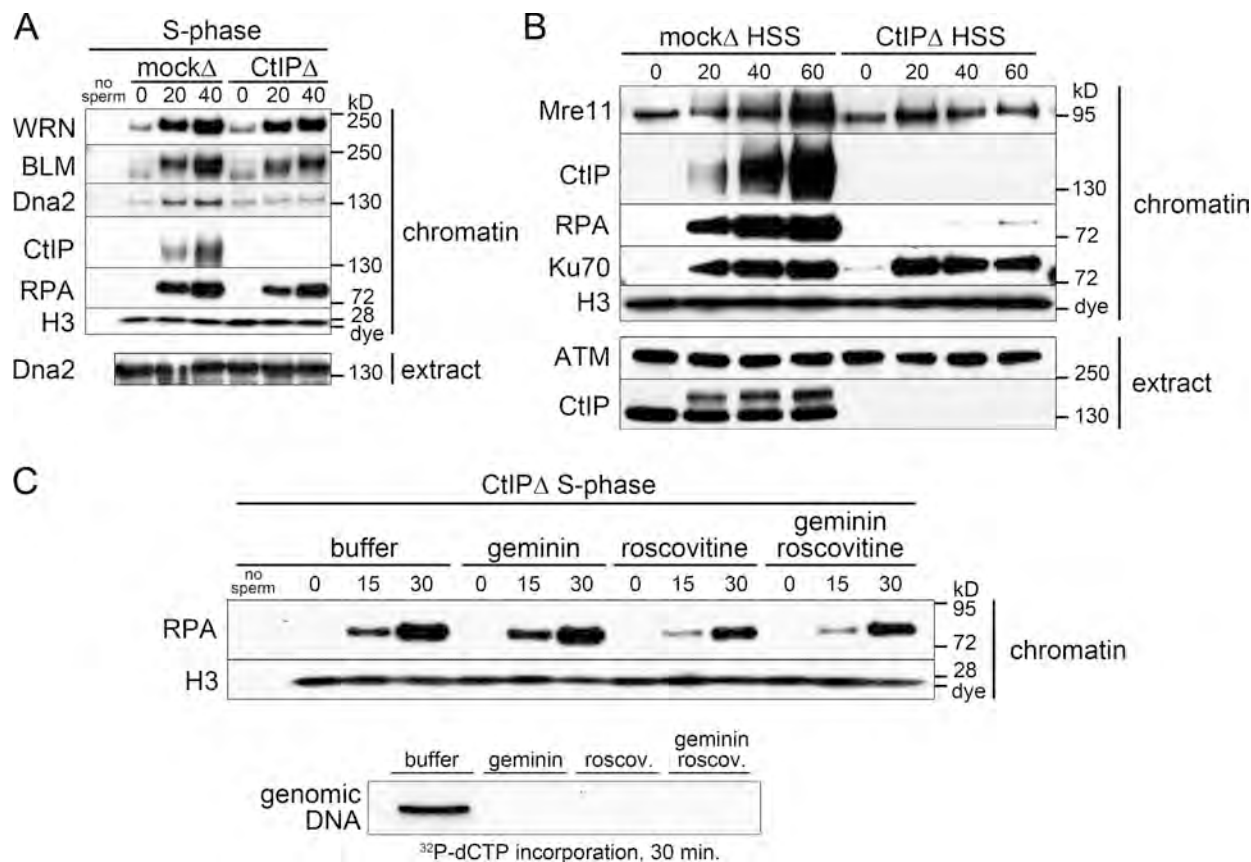 A
S-phase
mockΔ CtIPΔ
no sperm 0 20 40 0 20 40 kD
WRN 250
BLM 250
Dna2 130
CtIP 130
RPA 72
H3 28
dye
chromatin
Dna2 130 extract
B
mockΔ HSS CtIPΔ HSS
0 20 40 60 0 20 40 60 kD
Mre11 95
CtIP 130
RPA 72
Ku70 72
H3 dye
chromatin
ATM 250
CtIP 130
extract
C
CtIPΔ S-phase
buffer geminin roscovitine geminin roscovitine
no sperm 0 15 30 0 15 30 0 15 30 0 15 30 kD
RPA 95
72
H3 28
dye
chromatin
buffer geminin roscov. geminin roscov.
genomic DNA
³²P-dCTP incorporation, 30 min.